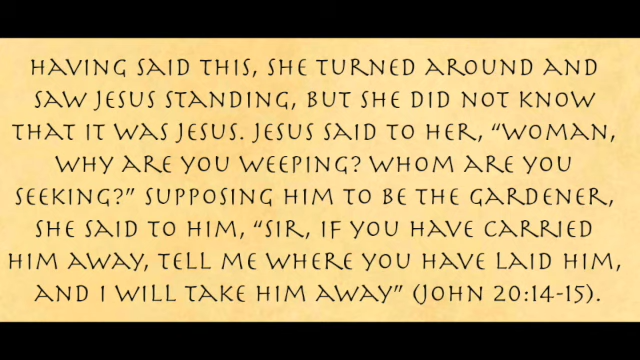 HAVING SAID THIS, SHE TURNED AROUND AND
SAW JESUS STANDING, BUT SHE DID NOT KNOW
THAT IT WAS JESUS. JESUS SAID TO HER, “WOMAN,
WHY ARE YOU WEEPING? WHOM ARE YOU
SEEKING?” SUPPOSING HIM TO BE THE GARDENER,
SHE SAID TO HIM, “SIR, IF YOU HAVE CARRIED
HIM AWAY, TELL ME WHERE YOU HAVE LAID HIM,
AND I WILL TAKE HIM AWAY” (JOHN 20:14-15).